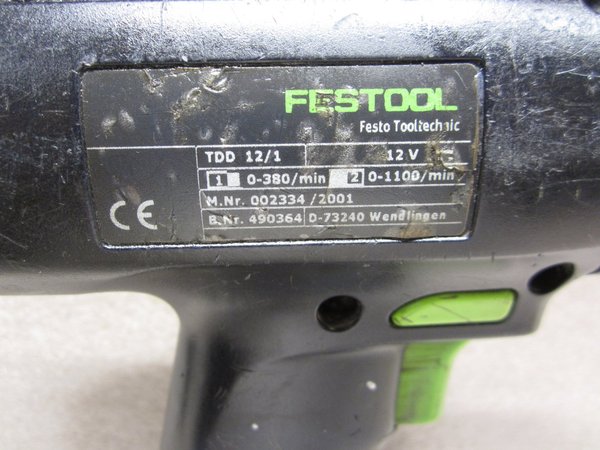 FESTOOL
Festo Tooltechnic
TDD 12/1 12 V
1 0-380/min 2 0-1100/min
M.Nr. 002334 /2001
B.Nr. 490364 D-73240 Wendlingen
CE